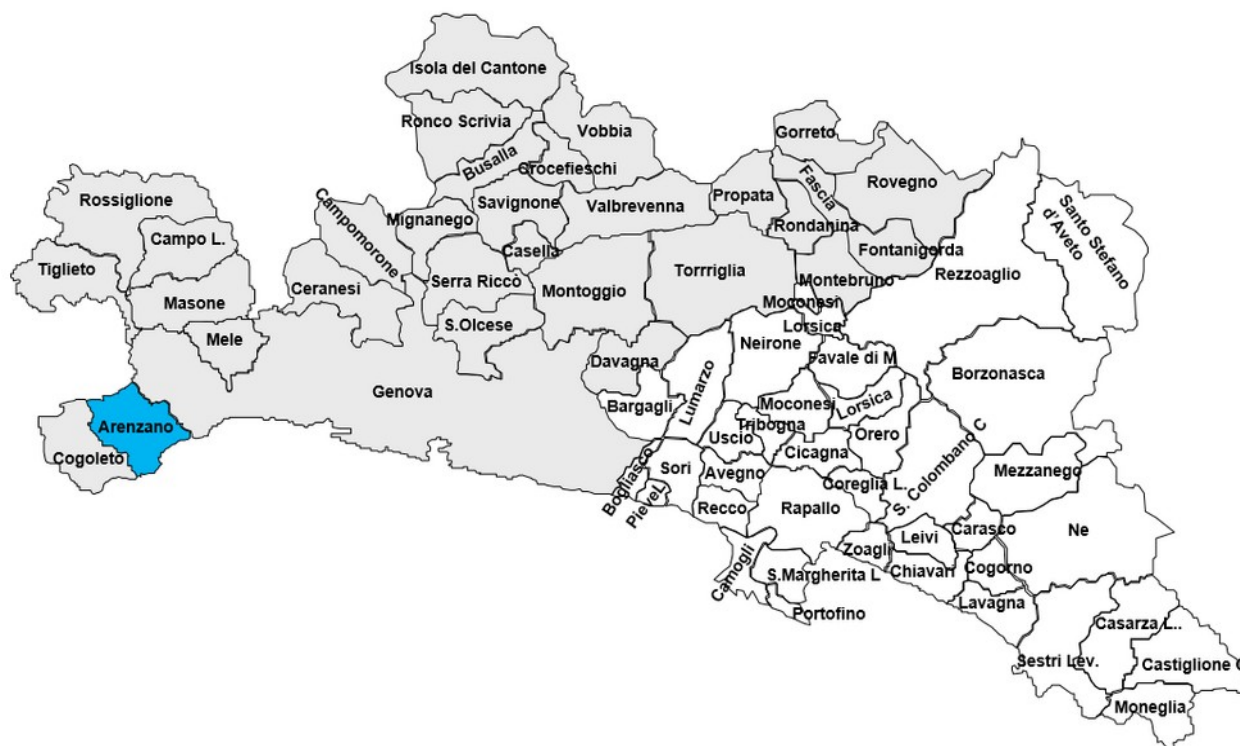 Isola del Cantone
Ronco Scrivia
Vobbia
Gorreto
Busalla
Crocefieschi
Fascia
Rovegno
Rossiglione
Campomorone
Mignanego
Savignone
Valbrevenna
Propata
Rondanina
Santo Stefano
d'Aveto
Campo L.
Casella
Fontanigorda
Tiglieto
Ceranesi
Serra Riccò
Montoggio
Torrriglia
Montebruno
Rezzoaglio
Masone
Moconesi
S.Olcese
Lorsica
Mele
Neirone
Favale di M
Davagna
Genova
Lumarzo
Borzonasca
Bargagli
Moconesi
Lorsica
Arenzano
Tribogna
Uscio
Orero
Cicagna
S. Colombano C
Cogoleto
Bogliasco
Sori
Avegno
Mezzanego
Coreglia L.
PieveL
Recco
Rapallo
Carasco
Ne
Leivi
Zoagli
Camogli
S.Margherita L
Chiavari
Cogorno
Lavagna
Portofino
Casarza L..
Sestri Lev.
Castiglione C
Moneglia